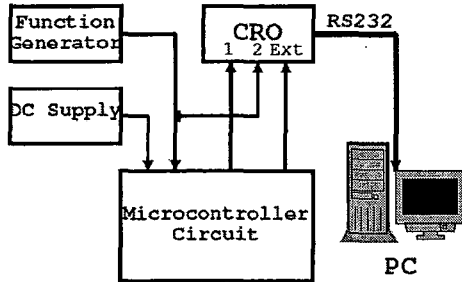 Function
Generator
CRO
1 2 Ext
RS232
DC Supply
Microcontroller
Circuit
PC